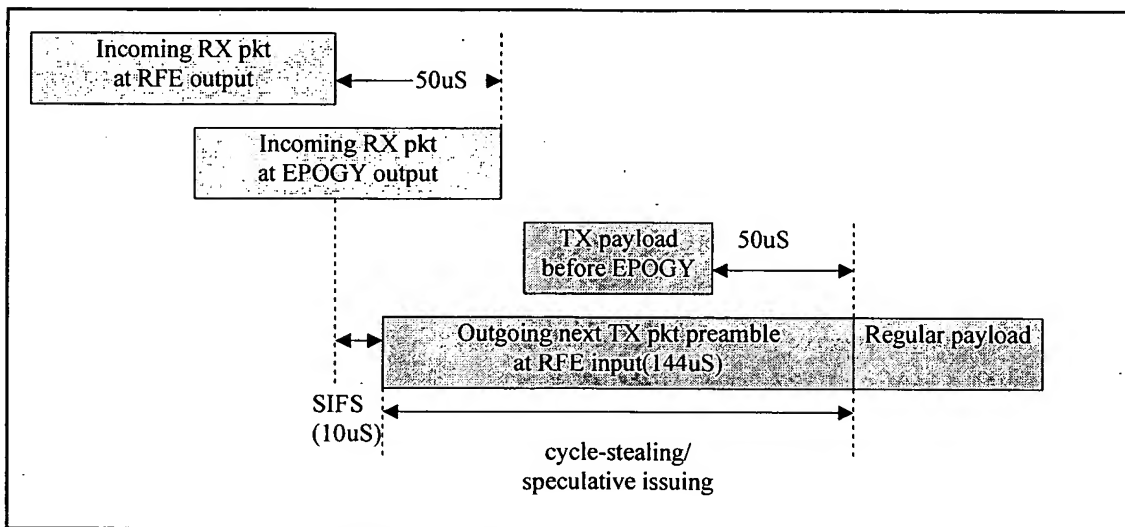 Incoming RX pkt
at RFE output
50uS
Incoming RX pkt
at EPOGY output
TX payload
before EPOGY
50uS
Outgoing next TX pkt preamble
at RFE input(144uS)
Regular payload
SIFS
(10uS)
cycle-stealing/
speculative issuing